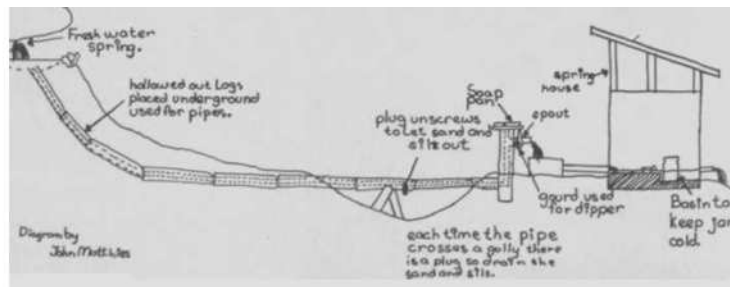 Fresh water
spring.
hollowed out Logs
placed underground
used for pipes.
plug unscrews
to let sand and
silt out
Soap
pan
spout
spring
house
gourd used
for dipper
Basin to
keep jars
cold.
each time the pipe
crosses a gully there
is a plug to drain the
sand and silt.
Diagram by
John Matthies